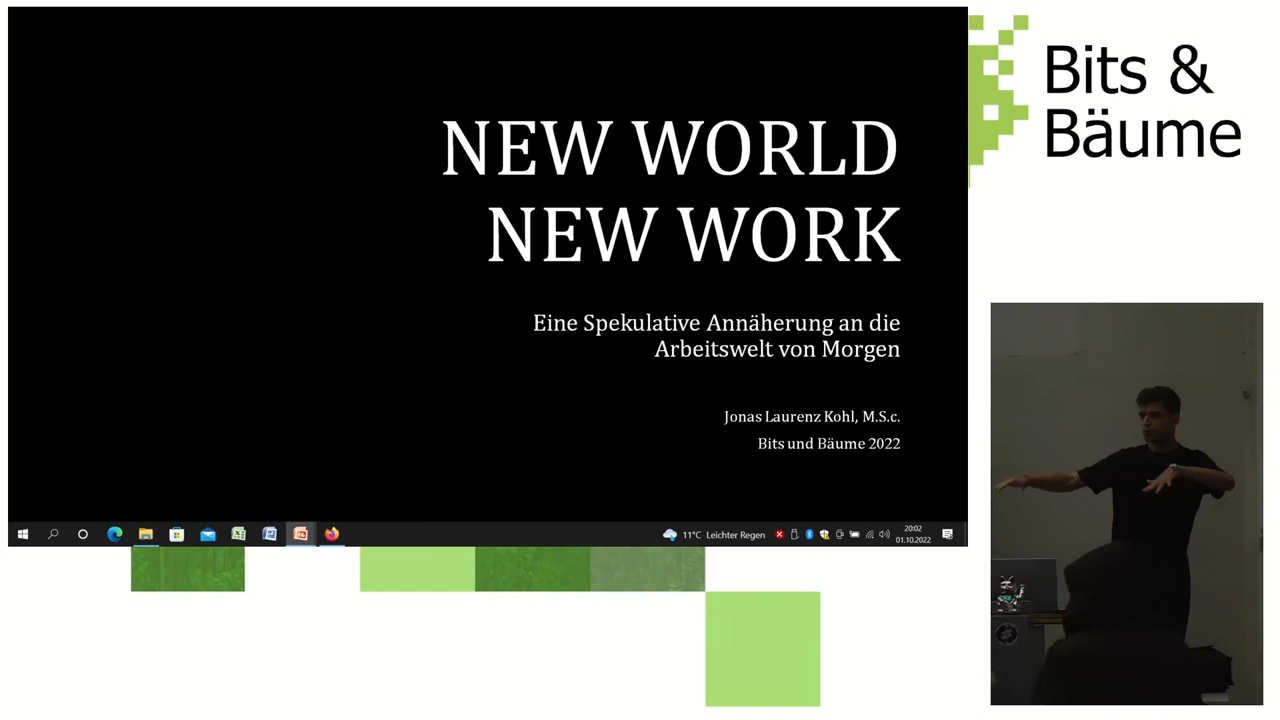 NEW WORLD
NEW WORK
Eine Spekulative Annäherung an die
Arbeitswelt von Morgen
Jonas Laurenz Kohl, M.S.c.
Bits und Bäume 2022
11°C Leichter Regen
20:02
01.10.2022
Bits &
Bäume